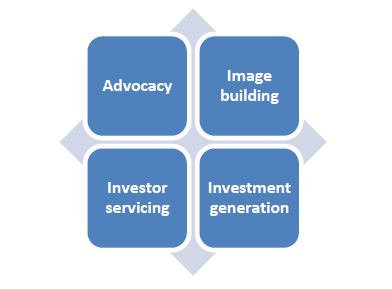 Advocacy
Image
building
Investor
servicing
Investment
generation